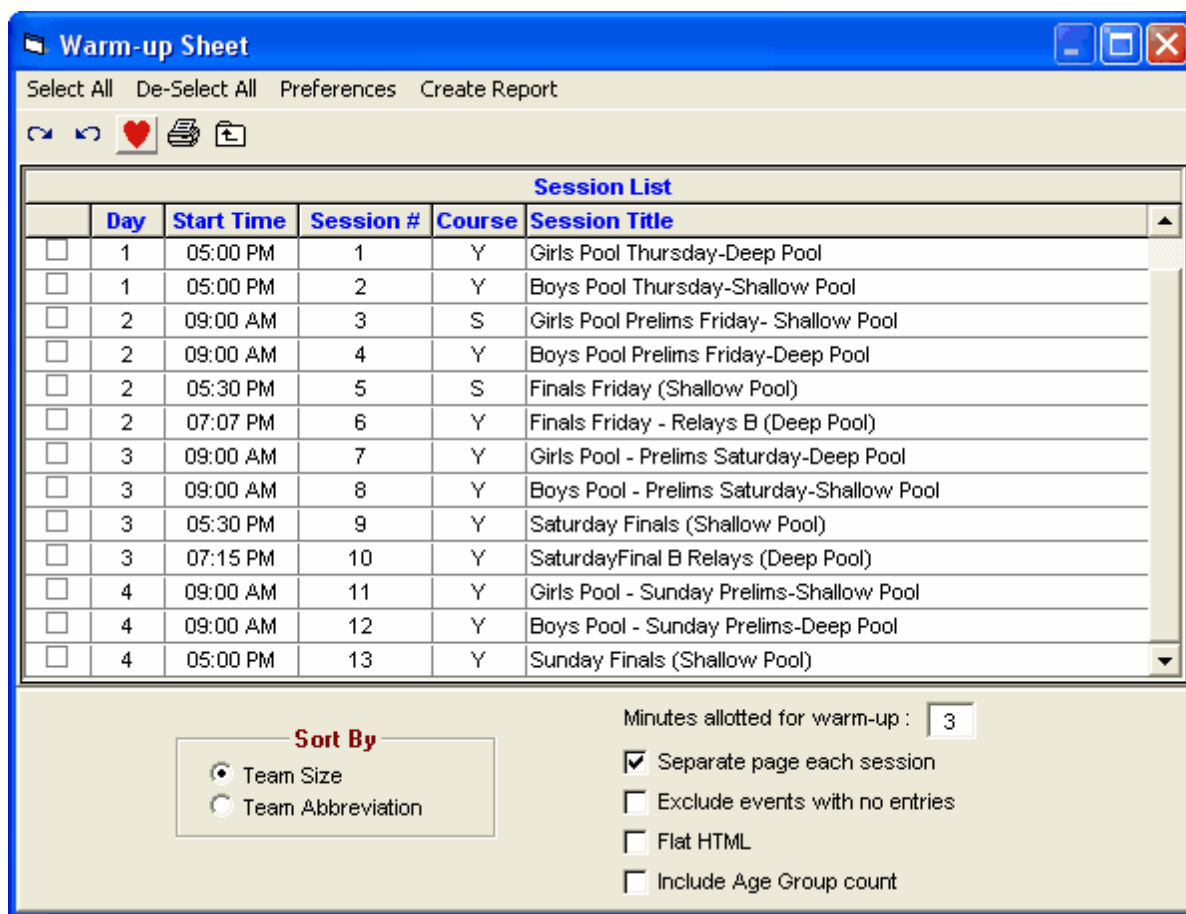 Warm-up Sheet
Select All De-Select All Preferences Create Report
Session List
Day Start Time Session # Course Session Title
1 05:00 PM 1 Y Girls Pool Thursday-Deep Pool
1 05:00 PM 2 Y Boys Pool Thursday-Shallow Pool
2 09:00 AM 3 S Girls Pool Prelims Friday- Shallow Pool
2 09:00 AM 4 Y Boys Pool Prelims Friday-Deep Pool
2 05:30 PM 5 S Finals Friday (Shallow Pool)
2 07:07 PM 6 Y Finals Friday - Relays B (Deep Pool)
3 09:00 AM 7 Y Girls Pool - Prelims Saturday-Deep Pool
3 09:00 AM 8 Y Boys Pool - Prelims Saturday-Shallow Pool
3 05:30 PM 9 Y Saturday Finals (Shallow Pool)
3 07:15 PM 10 Y SaturdayFinal B Relays (Deep Pool)
4 09:00 AM 11 Y Girls Pool - Sunday Prelims-Shallow Pool
4 09:00 AM 12 Y Boys Pool - Sunday Prelims-Deep Pool
4 05:00 PM 13 Y Sunday Finals (Shallow Pool)
Sort By
Team Size
Team Abbreviation
Minutes allotted for warm-up : 3
Separate page each session
Exclude events with no entries
Flat HTML
Include Age Group count